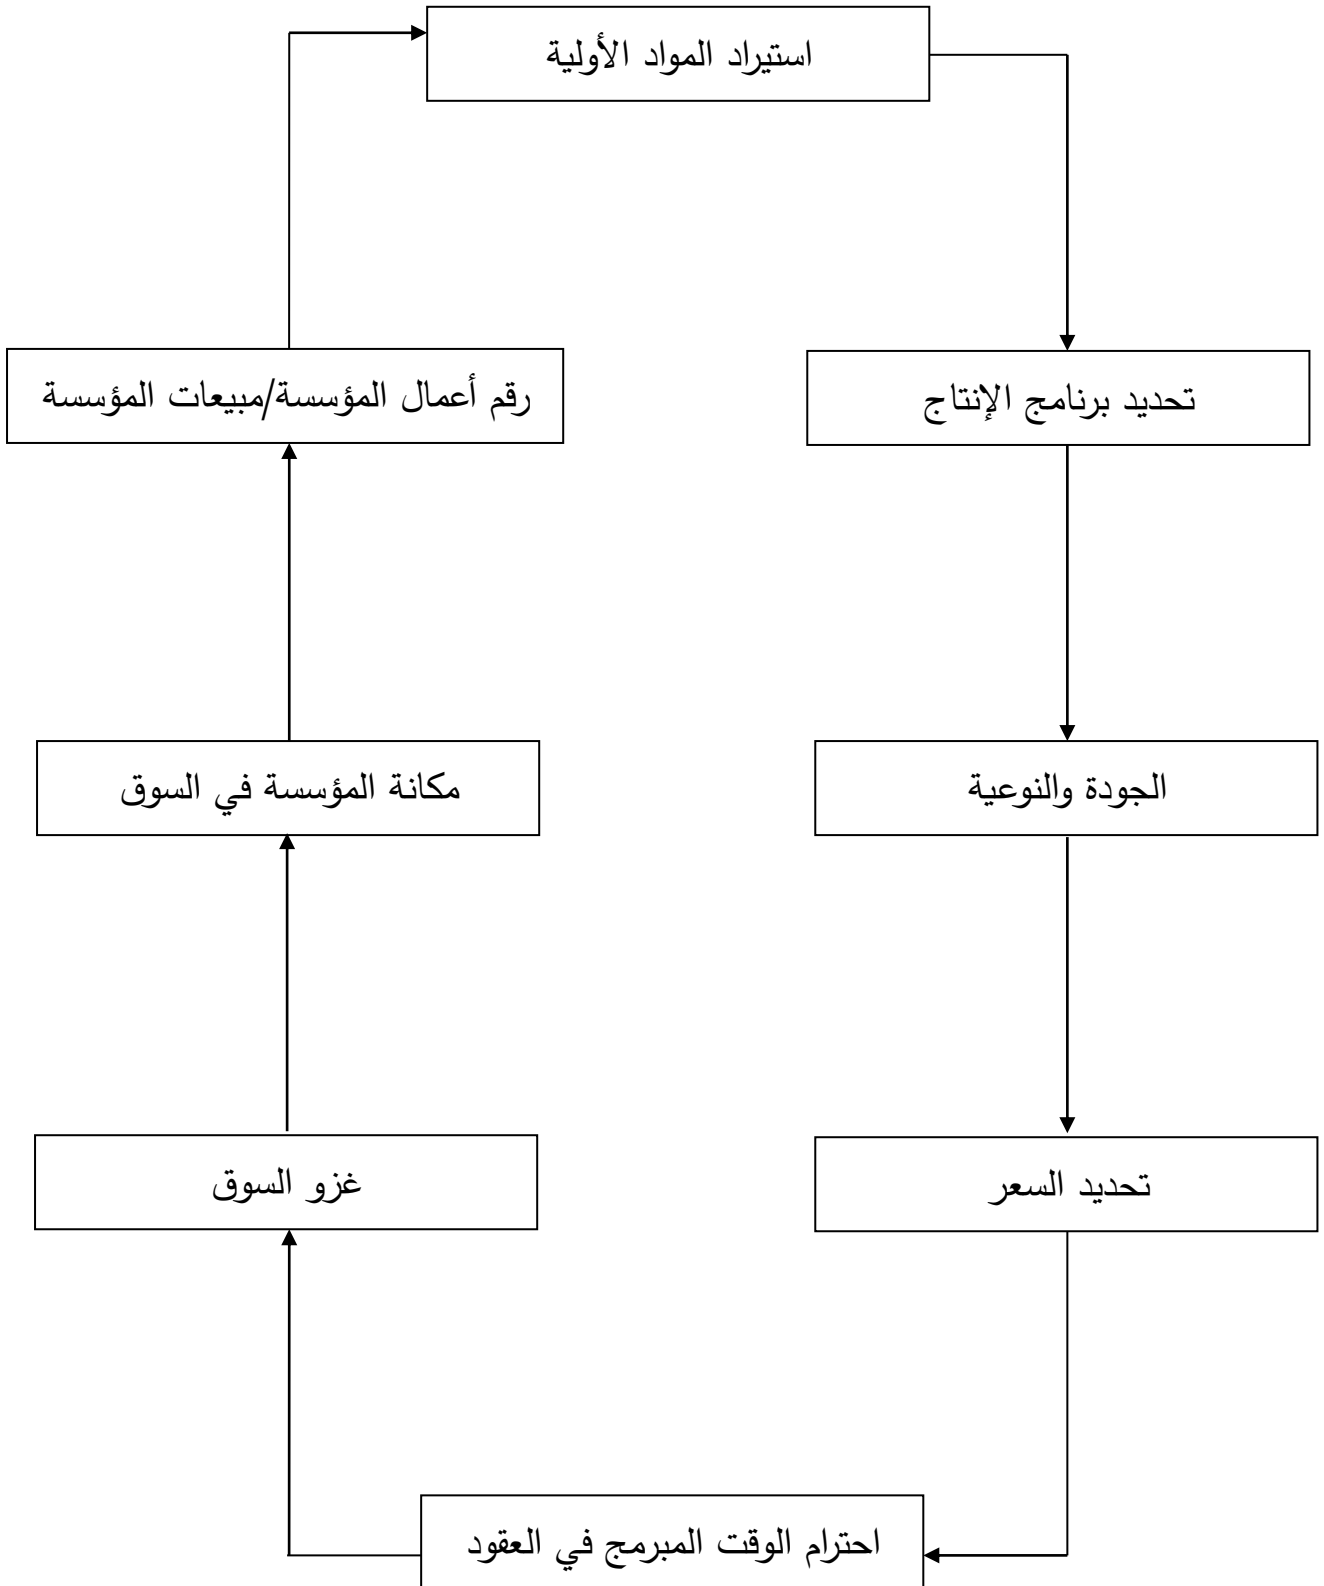 استيراد المواد الأولية
تحديد برنامج الإنتاج
رقم أعمال المؤسسة/مبيعات المؤسسة
الجودة والنوعية
مكانة المؤسسة في السوق
تحديد السعر
غزو السوق
احترام الوقت المبرمج في العقود